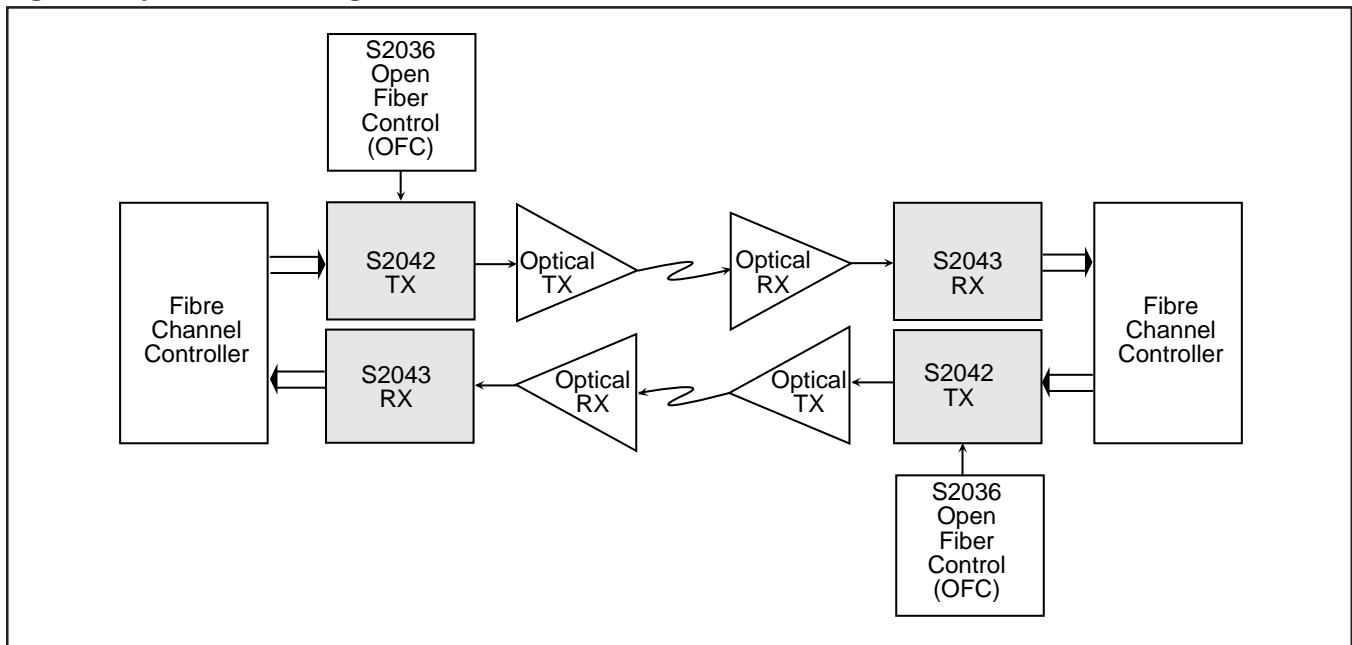 S2036
Open
Fiber
Control
(OFC)
Fibre
Channel
Controller
S2042
TX
Optical
TX
Optical
RX
S2043
RX
Fibre
Channel
Controller
S2043
RX
Optical
RX
Optical
TX
S2042
TX
S2036
Open
Fiber
Control
(OFC)